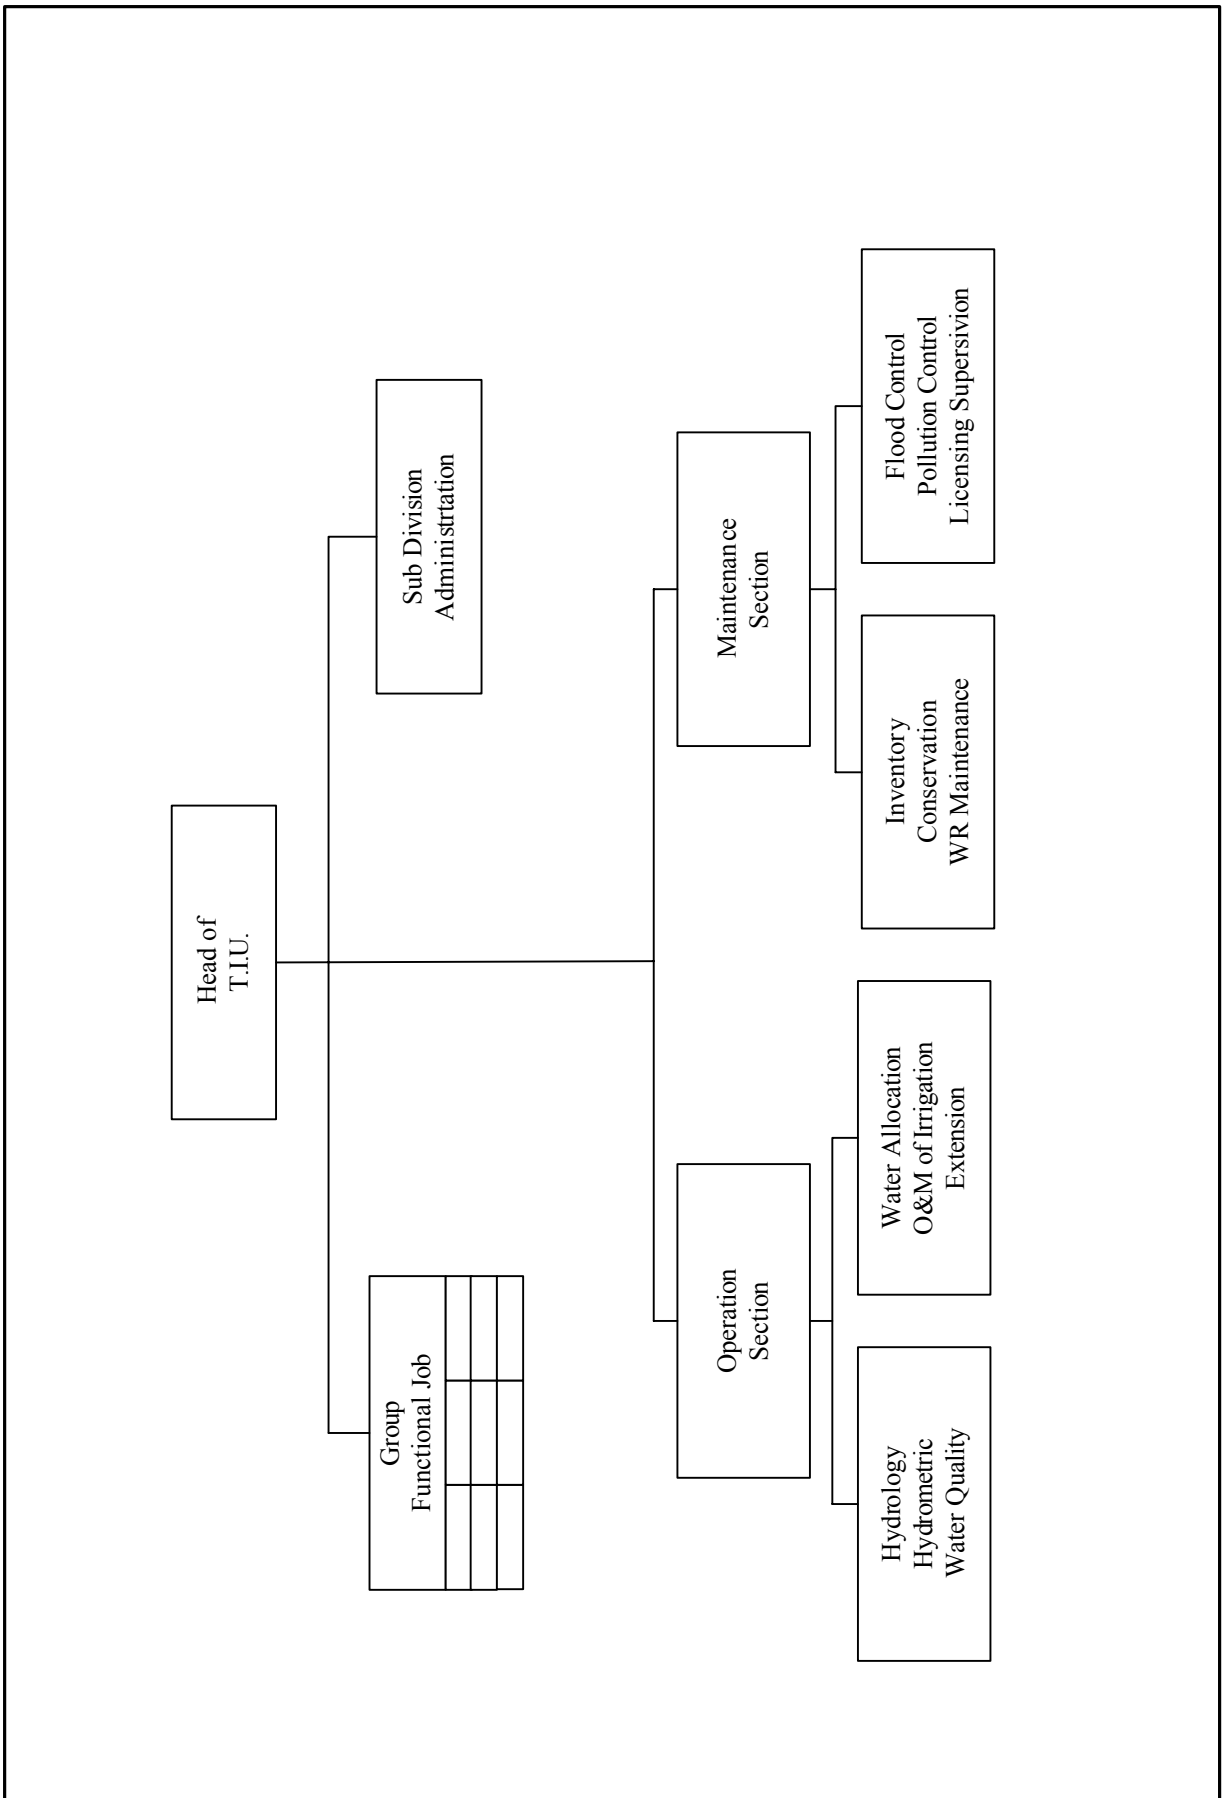 Head of
T.I.U.
Group
Functional Job
Sub Division
Administrtation
Operation
Section
Maintenance
Section
Hydrology
Hydrometric
Water Quality
Water Allocation
O&M of Irrigation
Extension
Inventory
Conservation
WR Maintenance
Flood Control
Pollution Control
Licensing Supersivion